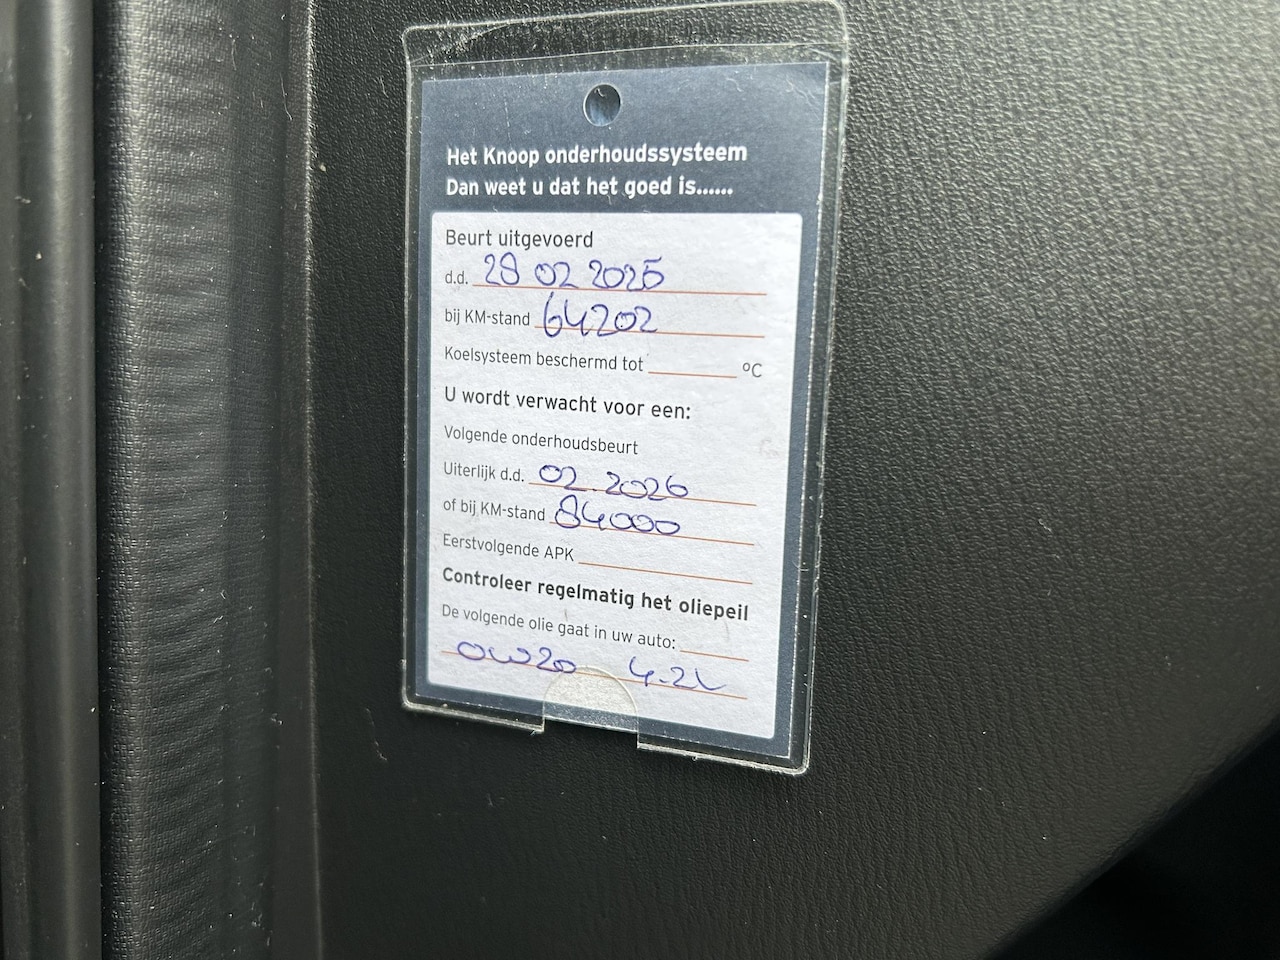 Het Knoop onderhoudssysteem
Dan weet u dat het goed is......
Beurt uitgevoerd
d.d. 28 02 2025
bij KM-stand 64202
Koelsysteem beschermd tot ______ °C
U wordt verwacht voor een:
Volgende onderhoudsbeurt
Uiterlijk d.d. 02.2026
of bij KM-stand 84000
Eerstvolgende APK
Controleer regelmatig het oliepeil
De volgende olie gaat in uw auto:
0W20 4.2L